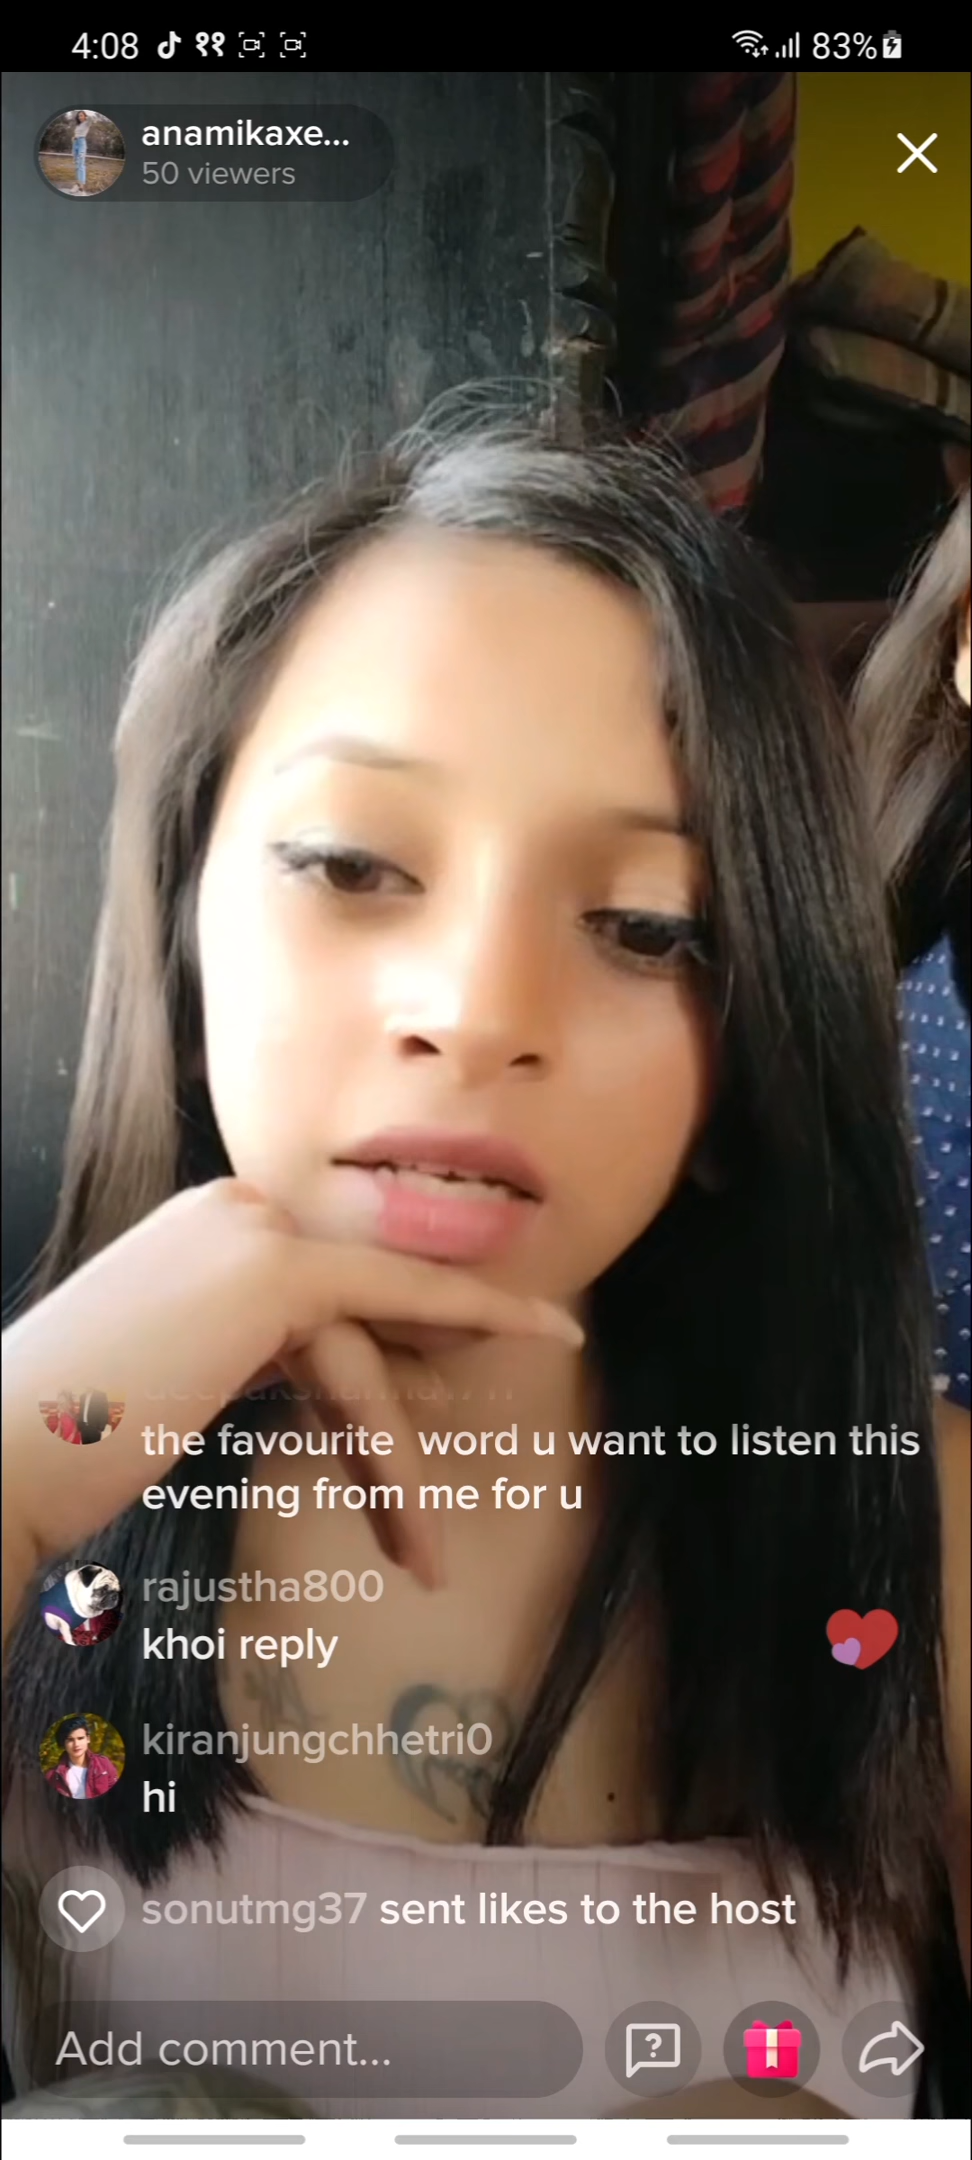 4:08 ११ 83%
anamikaxe...
50 viewers
the favourite word u want to listen this
evening from me for u
rajustha800
khoi reply
kiranjungchhetri0
hi
sonutmg37 sent likes to the host
Add comment...